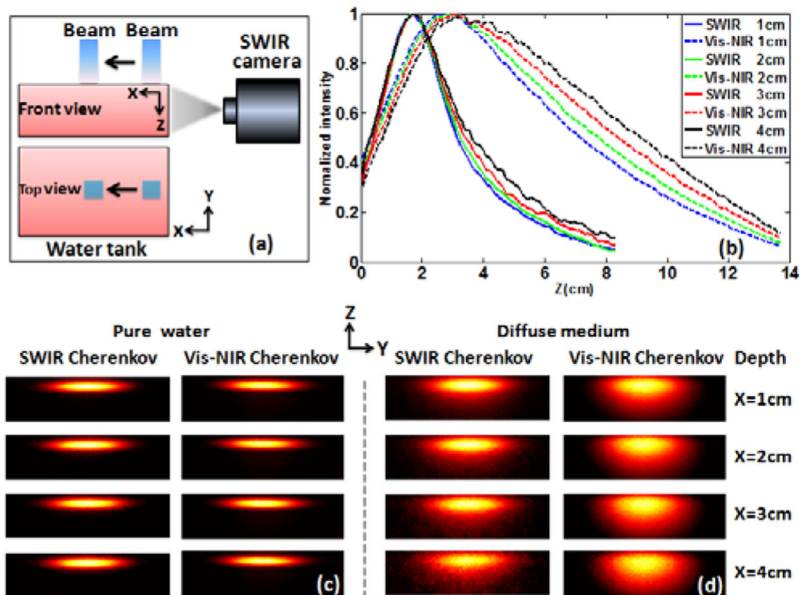 (a)
Beam Beam
SWIR camera
Front view
X
Z
Top view
Y
X
Water tank
Normalized intensity
1
0.8
0.6
0.4
0.2
0
0 2 4 6 8 10 12 14
Z(cm)
(b)
SWIR 1cm
Vis-NIR 1cm
SWIR 2cm
Vis-NIR 2cm
SWIR 3cm
Vis-NIR 3cm
SWIR 4cm
Vis-NIR 4cm
Z
Y
Pure water Diffuse medium
SWIR Cherenkov Vis-NIR Cherenkov SWIR Cherenkov Vis-NIR Cherenkov Depth
X=1cm
X=2cm
X=3cm
X=4cm
(c) (d)